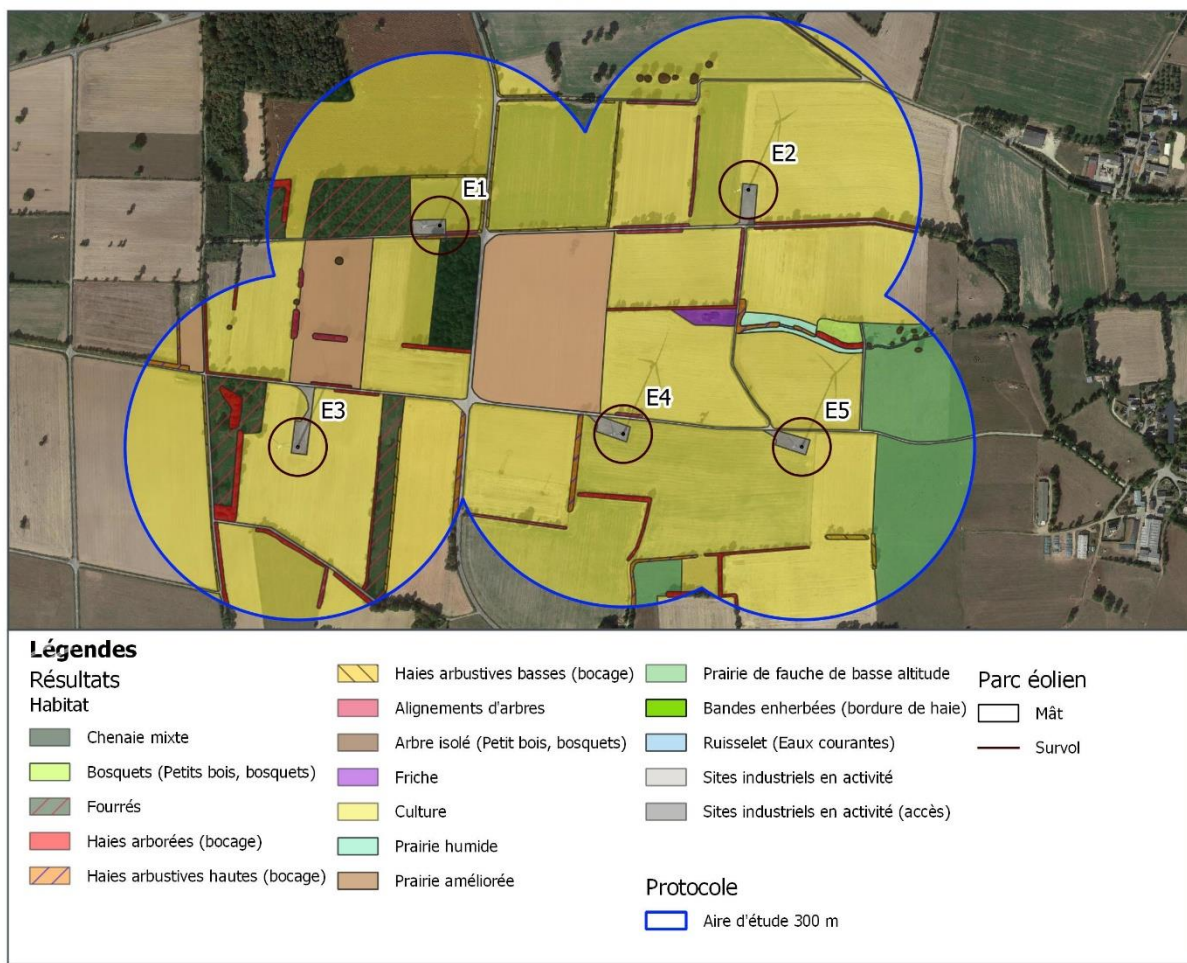 E1
E2
E3
E4
E5
Légendes
Résultats
Habitat
Chenaie mixte
Bosquets (Petits bois, bosquets)
Fourrés
Haies arborées (bocage)
Haies arbustives hautes (bocage)
Haies arbustives basses (bocage)
Alignements d'arbres
Arbre isolé (Petit bois, bosquets)
Friche
Culture
Prairie humide
Prairie améliorée
Prairie de fauche de basse altitude
Bandes enherbées (bordure de haie)
Ruisselet (Eaux courantes)
Sites industriels en activité
Sites industriels en activité (accès)
Protocole
Aire d'étude 300 m
Parc éolien
Mât
Survol